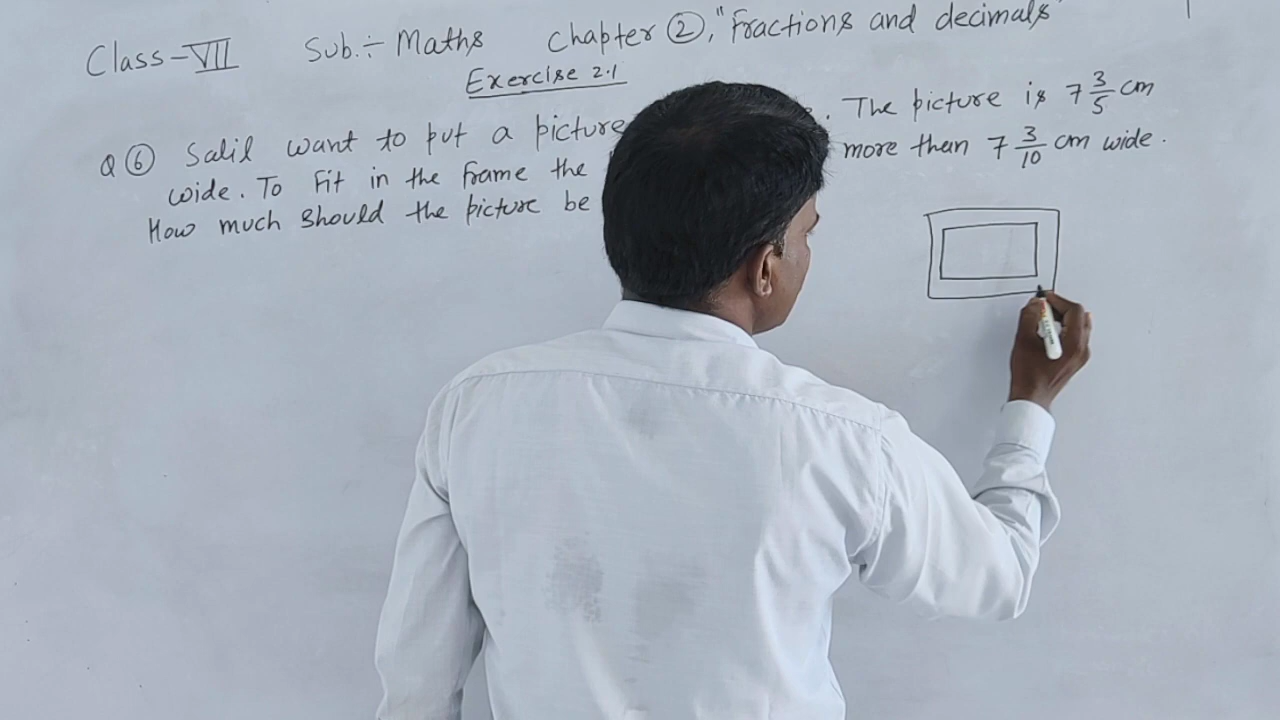 Class-VII Sub.÷ Maths Chapter ②, "Fractions and decimals"
Exercise 2.1
Q ⑥ Salil want to put a picture . The picture is 7 3/5 cm
wide. To Fit in the frame the more than 7 3/10 cm wide.
How much should the picture be